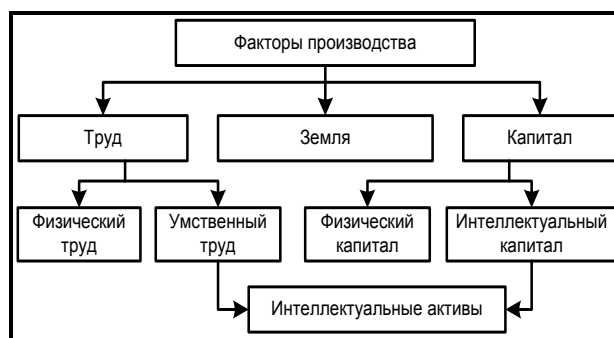 Факторы производства
Труд
Земля
Капитал
Физический
труд
Умственный
труд
Физический
капитал
Интеллектуальный
капитал
Интеллектуальные активы